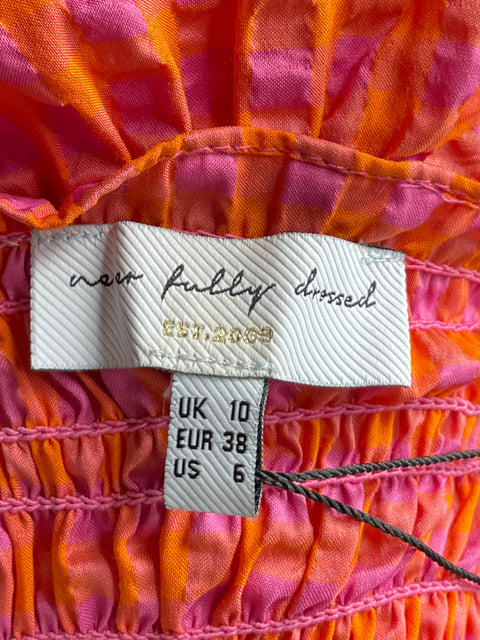 never fully dressed
EST.2009
UK 10
EUR 38
US 6